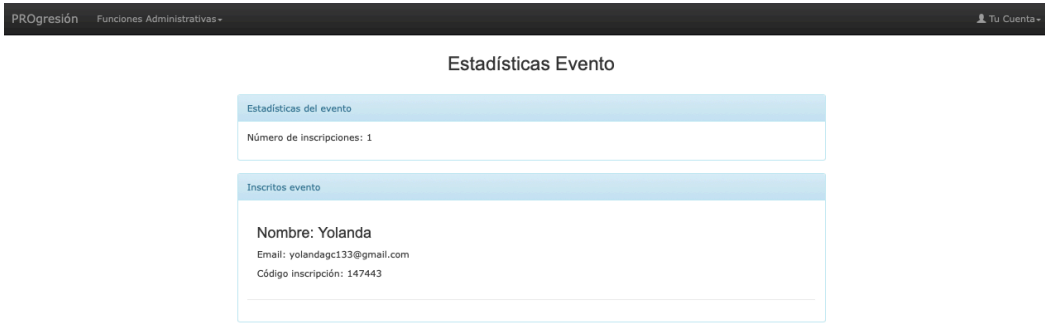 PROgresión Funciones Administrativas Tu Cuenta
Estadísticas Evento
Estadísticas del evento
Número de inscripciones: 1
Inscritos evento
Nombre: Yolanda
Email: yolandagc133@gmail.com
Código inscripción: 147443